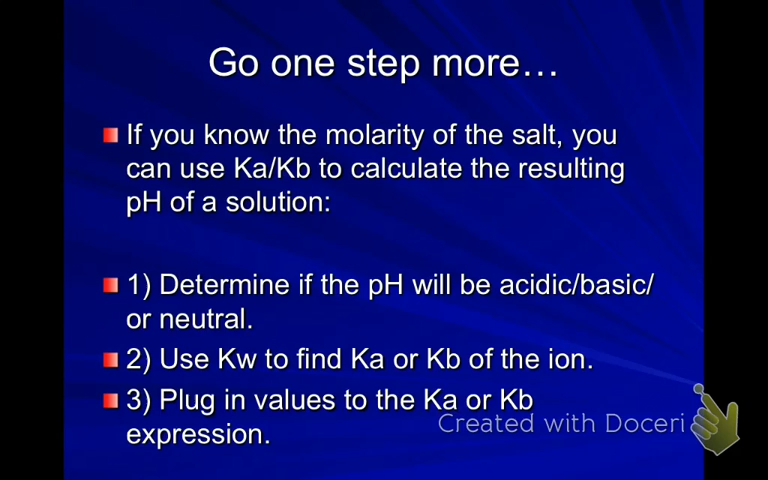 Go one step more…
If you know the molarity of the salt, you
can use Ka/Kb to calculate the resulting
pH of a solution:
1) Determine if the pH will be acidic/basic/
or neutral.
2) Use Kw to find Ka or Kb of the ion.
3) Plug in values to the Ka or Kb
expression.
Created with Doceri